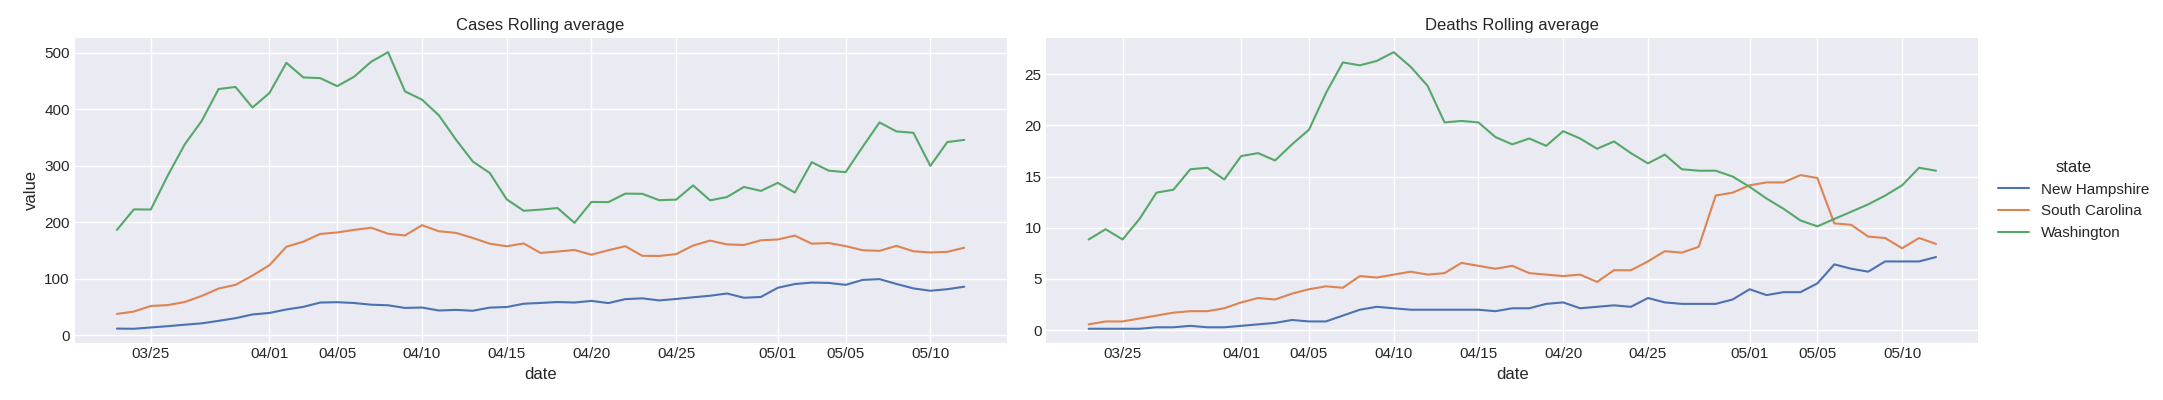 Cases Rolling average
500
400
300
200
100
0
value
03/25 04/01 04/05 04/10 04/15 04/20 04/25 05/01 05/05 05/10
date
Deaths Rolling average
25
20
15
10
5
0
03/25 04/01 04/05 04/10 04/15 04/20 04/25 05/01 05/05 05/10
date
state
New Hampshire
South Carolina
Washington